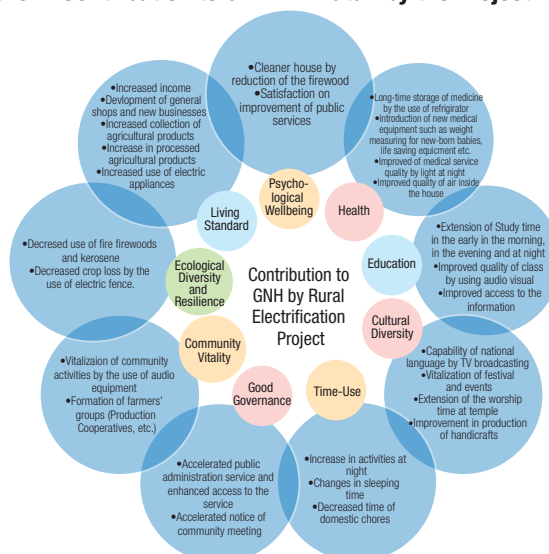 •Cleaner house by
reduction of the firewood
•Satisfaction on
improvement of public
services
•Long-time storage of medicine
by the use of refrigirator
•Introduction of new medical
equipment such as weight
measuring for new-born babies,
life saving equicment etc.
•Improved of medical service
quality by light at night
•Improved quality of air inside
the house
•Extension of Study time
in the early in the morning,
in the evening and at night
•Improved quality of class
by using audio visual
•Improved access to the
information
•Capability of national
language by TV broadcasting
•Vitalization of festival
and events
•Extension of the worship
time at temple
•Improvement in production
of handicrafts
•Increase in activities at
night
•Changes in sleeping
time
•Decreased time of
domestic chores
•Accelerated public
administration service and
enhanced access to the
service
•Accelerated notice of
community meeting
•Vitalizaion of community
activities by the use of audio
equipment
•Formation of farmers'
groups (Production
Cooperatives, etc.)
•Decresed use of fire firewoods
and kerosene
•Decreased crop loss by the
use of electric fence.
•Increased income
•Devlopment of general
shops and new businesses
•Increased collection of
agricultural products
•Increase in processed
agricultural products
•Increased use of electric
appliances
Psycho-
logical
Wellbeing
Health
Education
Cultural
Diversity
Time-Use
Good
Governance
Community
Vitality
Ecological
Diversity
and
Resilience
Living
Standard
Contribution to
GNH by Rural
Electrification
Project